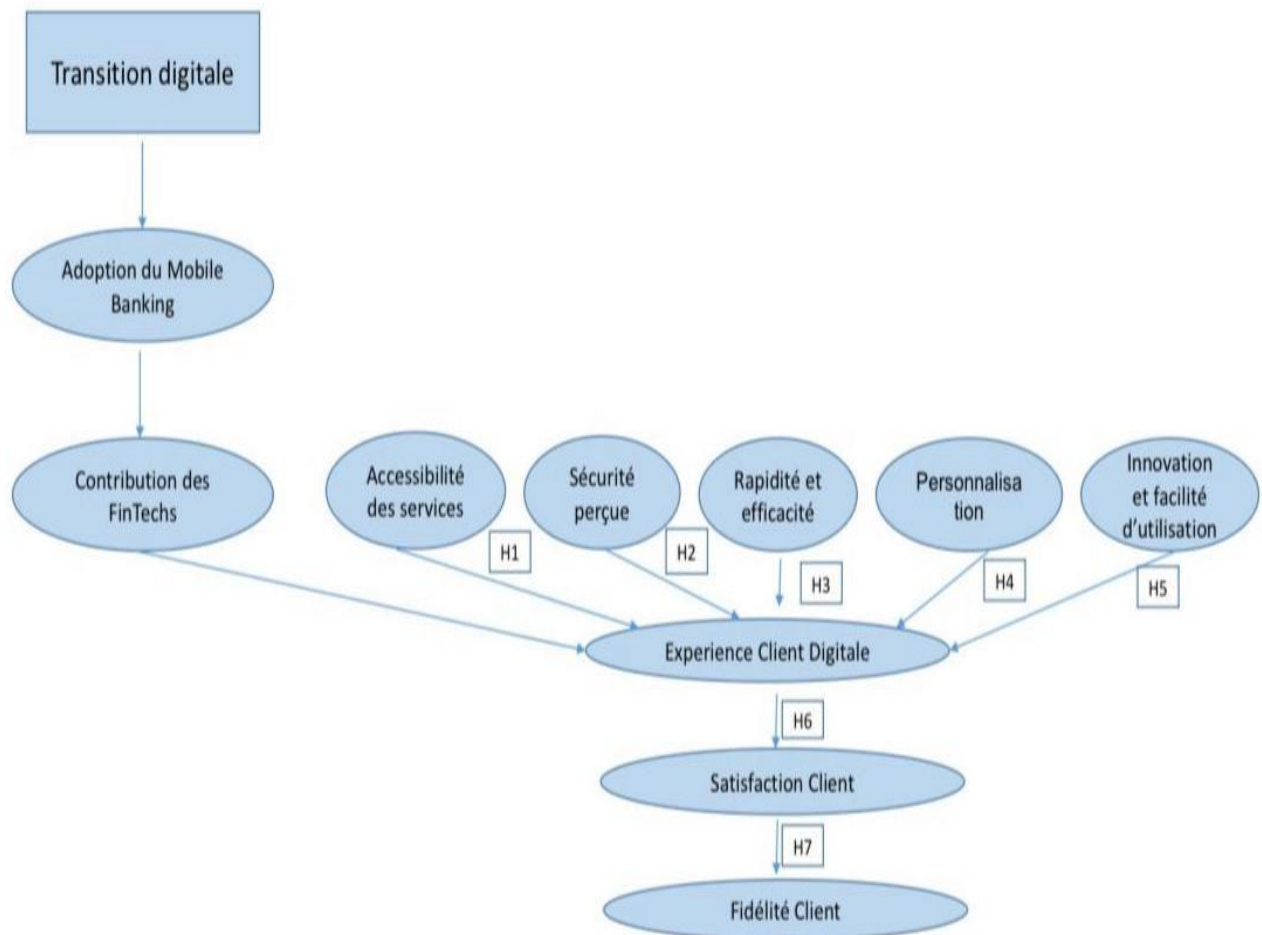 Transition digitale
Adoption du Mobile
Banking
Contribution des
FinTechs
Accessibilité
des services
Sécurité
perçue
Rapidité et
efficacité
Personnalisa
tion
Innovation
et facilité
d'utilisation
H1
H2
H3
H4
H5
Experience Client Digitale
H6
Satisfaction Client
H7
Fidélité Client